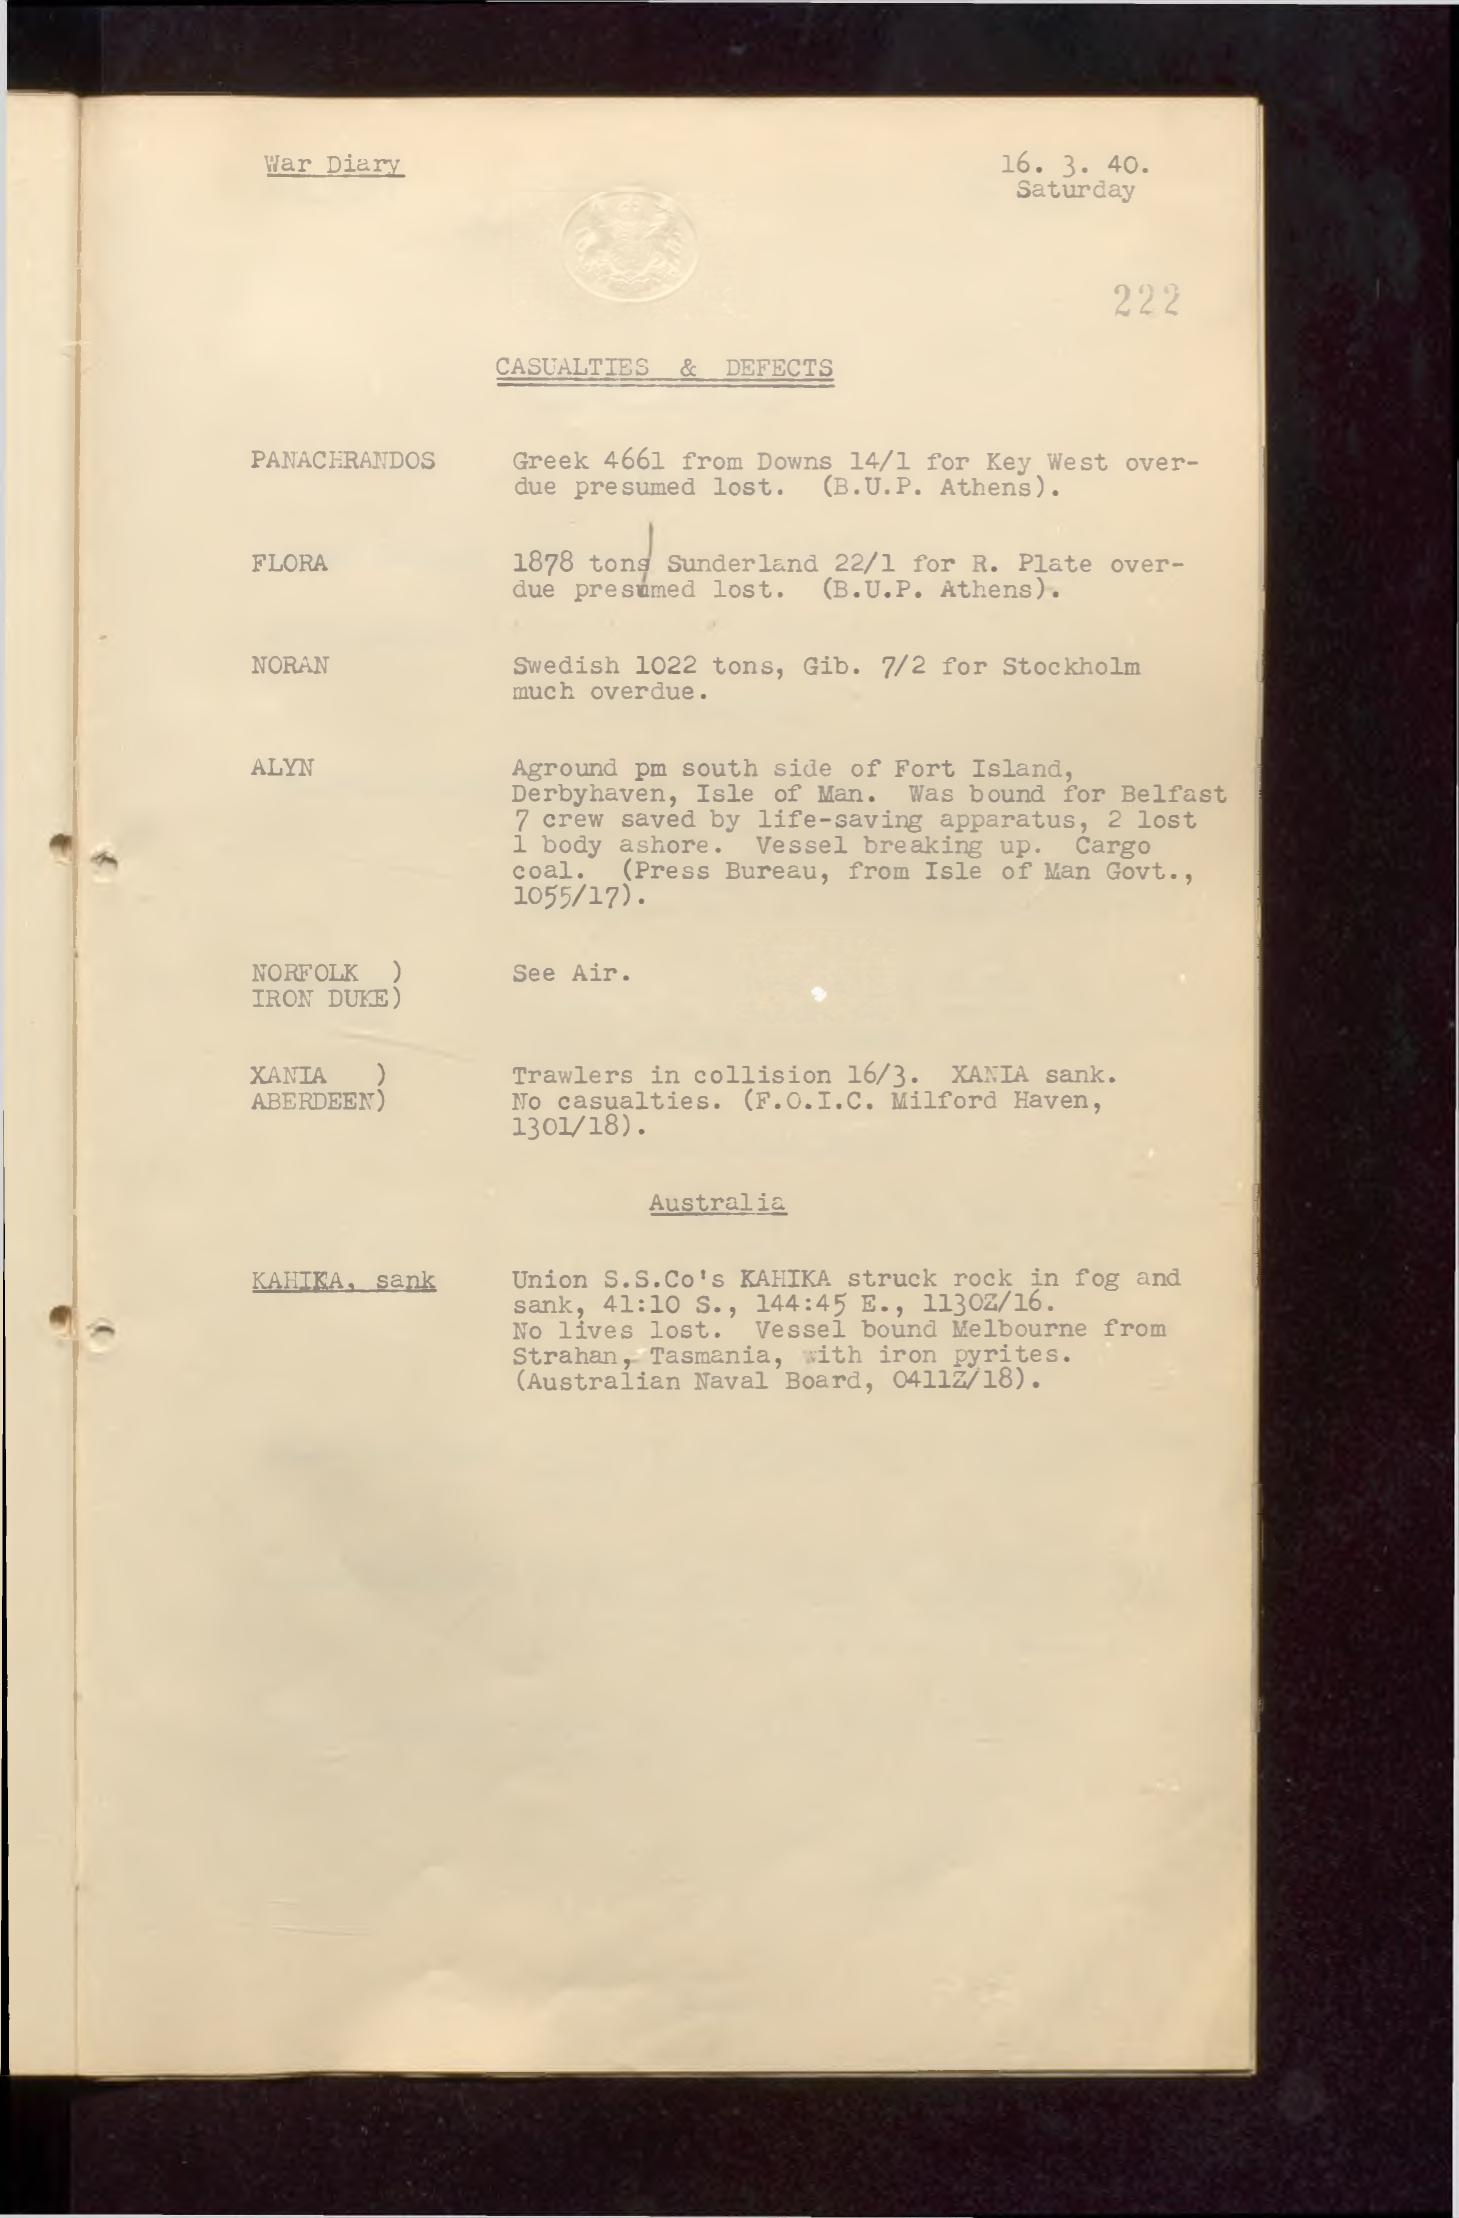 War Diary
16. 3. 40.
Saturday
222
CASUALTIES & DEFECTS
PANACHRANDOS Greek 4661 from Downs 14/1 for Key West over-
due presumed lost. (B.U.P. Athens).
FLORA 1878 tons Sunderland 22/1 for R. Plate over-
due presumed lost. (B.U.P. Athens).
NORAN Swedish 1022 tons, Gib. 7/2 for Stockholm
much overdue.
ALYN Aground pm south side of Fort Island,
Derbyhaven, Isle of Man. Was bound for Belfast
7 crew saved by life-saving apparatus, 2 lost
1 body ashore. Vessel breaking up. Cargo
coal. (Press Bureau, from Isle of Man Govt.,
1055/17).
NORFOLK ) See Air.
IRON DUKE)
XANIA ) Trawlers in collision 16/3. XANIA sank.
ABERDEEN) No casualties. (F.O.I.C. Milford Haven,
1301/18).
Australia
KAHIKA, sank Union S.S.Co's KAHIKA struck rock in fog and
sank, 41:10 S., 144:45 E., 1130Z/16.
No lives lost. Vessel bound Melbourne from
Strahan, Tasmania, with iron pyrites.
(Australian Naval Board, 0411Z/18).